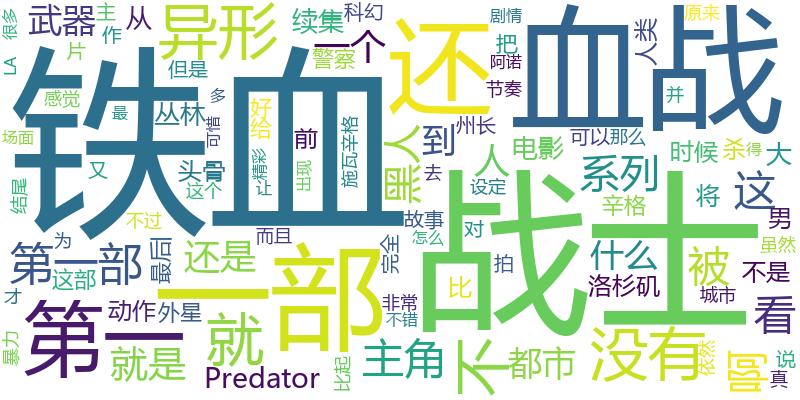 铁血
战士
血战
还
一部
第一
异形
一个
续集
科幻
剧情
原来
很多
主
作
武器
从
片
LA
但是
警察
把
阿诺
节奏
人类
并
感觉
最
多
丛林
好
给
前
到
州长
可以
那么
场面
又
可惜
头骨
这个
让
精彩
出现
施瓦辛格
黑人
去
人
电影
设定
系列
时候
杀
得
大
将
这
结尾
不过
第一部
为
这部
最后
还是
而且
完全
故事
怎么
对
拍
什么
辛格
被
男
虽然
不是
才
动作
外星
就
非常
不错
比
洛杉矶
城市
看
暴力
就是
Predator
比起
主角
不
都市
没有
依然
啊
说
真